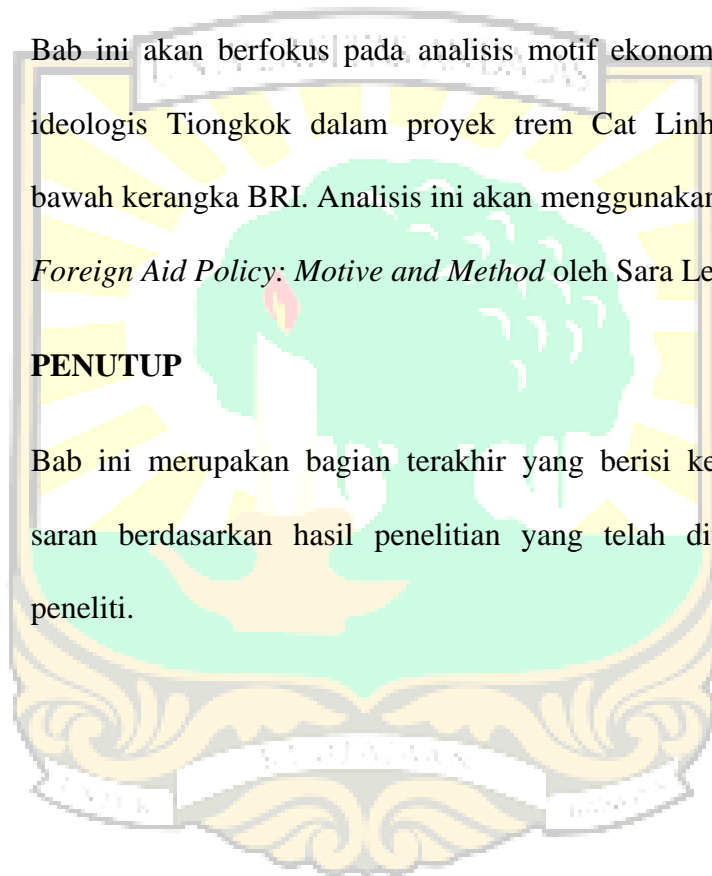 Bab ini akan berfokus pada analisis motif ekonom
ideologis Tiongkok dalam proyek trem Cat Linh
bawah kerangka BRI. Analisis ini akan menggunakan
Foreign Aid Policy: Motive and Method oleh Sara Le
PENUTUP
Bab ini merupakan bagian terakhir yang berisi ke
saran berdasarkan hasil penelitian yang telah di
peneliti.